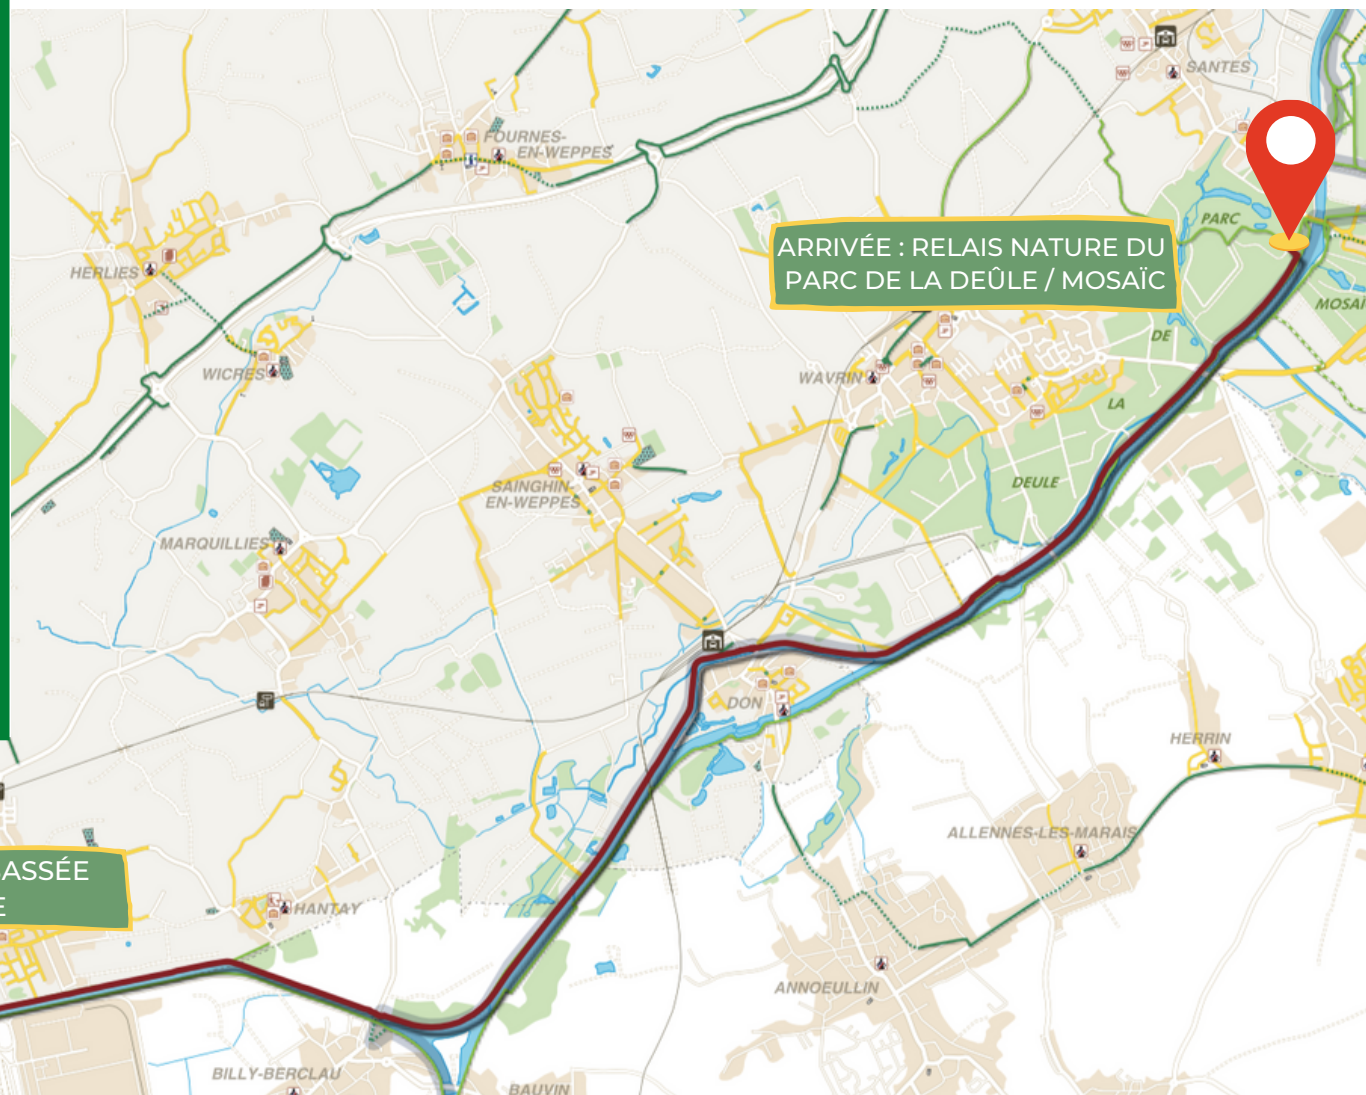 SANTES
FOURNES-
EN-WEPPES
PARC
ARRIVÉE : RELAIS NATURE DU
PARC DE LA DEÛLE / MOSAÏC
HERLIES
MOSAÏ
DE
WICRES
WAVRIN
LA
DEULE
SAINGHIN-
EN-WEPPES
MARQUILLIES
DON
HERRIN
ALLENNES-LES-MARAIS
ASSÉE
E
HANTAY
ANNOEULLIN
BILLY-BERCLAU
BAUVIN